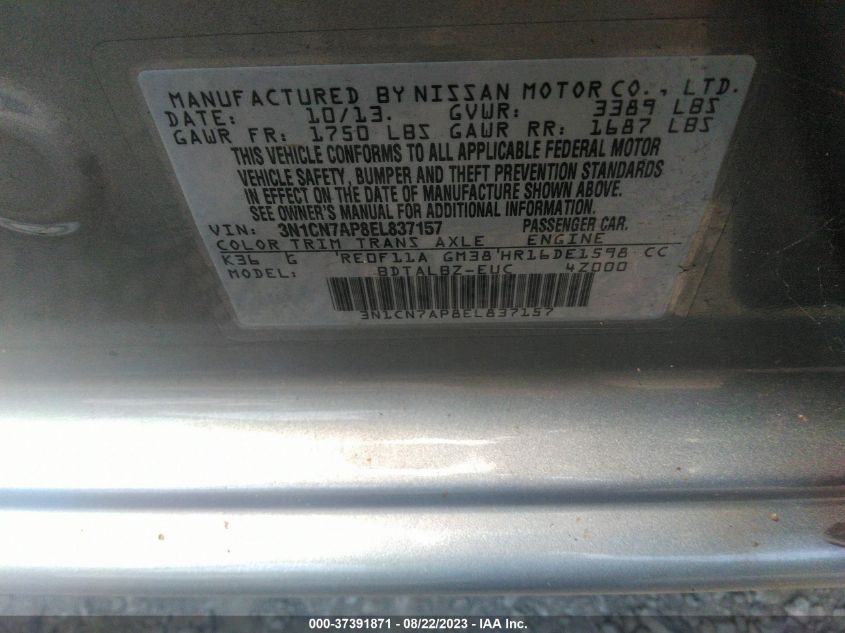 MANUFACTURED BY NISSAN MOTOR CO., LTD.
DATE: 10/13. GVWR: 3389 LBS
GAWR FR: 1750 LBS GAWR RR: 1687 LBS
THIS VEHICLE CONFORMS TO ALL APPLICABLE FEDERAL MOTOR
VEHICLE SAFETY, BUMPER AND THEFT PREVENTION STANDARDS
IN EFFECT ON THE DATE OF MANUFACTURE SHOWN ABOVE.
SEE OWNER'S MANUAL FOR ADDITIONAL INFORMATION.
VIN: 3N1CN7AP8EL837157 PASSENGER CAR.
COLOR TRIM TRANS AXLE ENGINE
K36 G RE0F11A GM38 HR16DE1598 CC
MODEL: BDTALBZ-EUC 4Z000
3N1CN7AP8EL837157
000-37391871 / 08/22/2023 - IAA Inc.